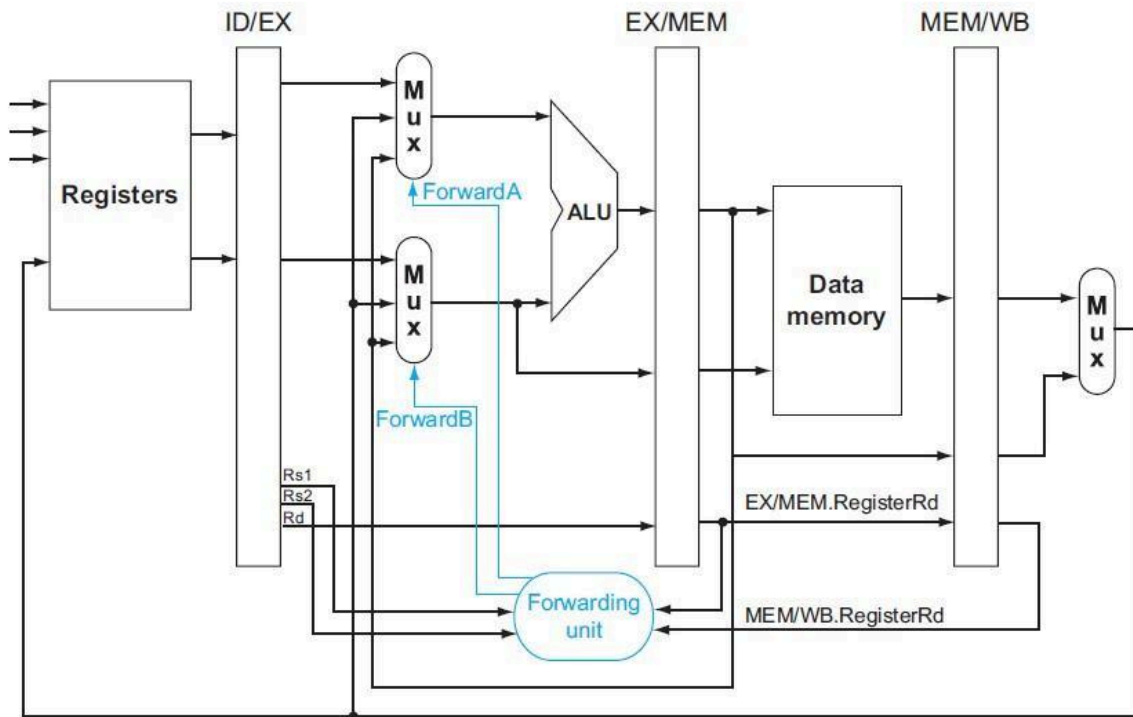 ID/EX
EX/MEM
MEM/WB
M
u
x
Registers
ForwardA
ALU
M
u
x
Data
memory
M
u
x
ForwardB
Rs1
Rs2
Rd
EX/MEM.RegisterRd
Forwarding
unit
MEM/WB.RegisterRd